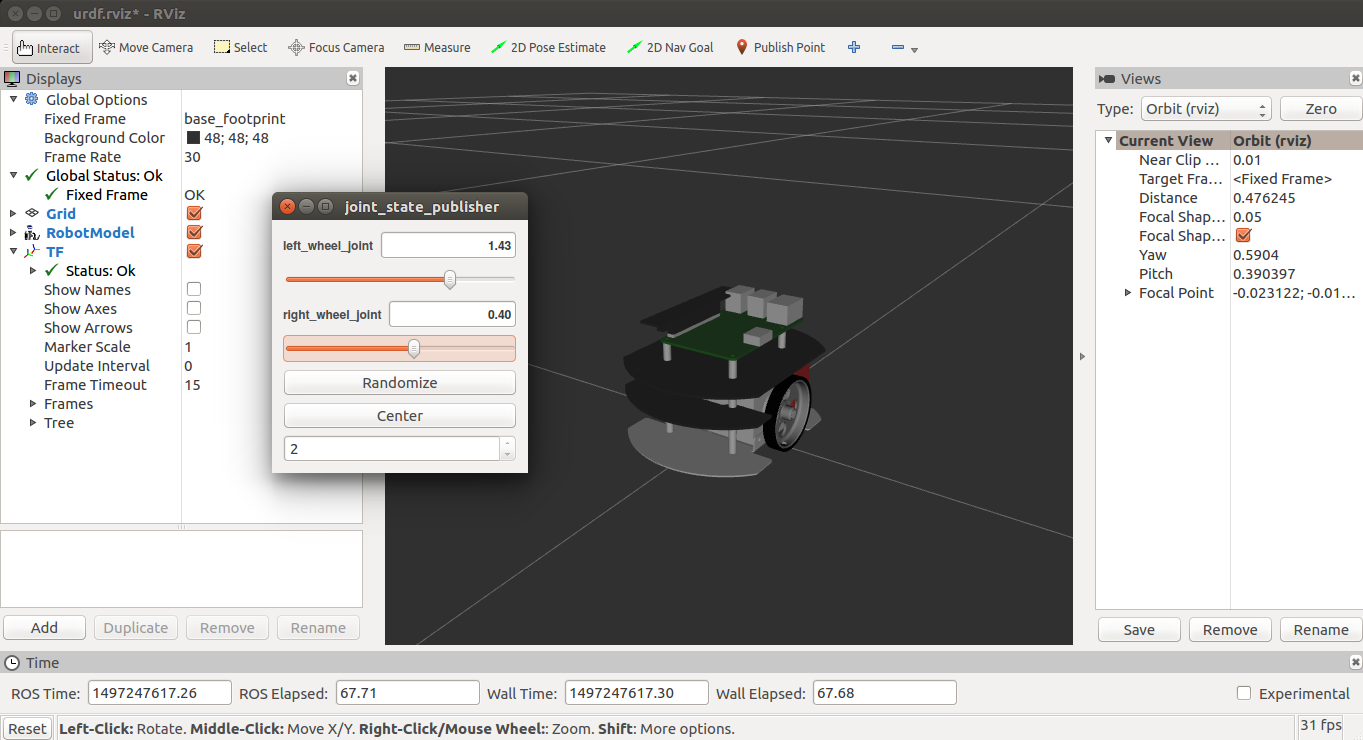 urdf.rviz* - RViz
Interact Move Camera Select Focus Camera Measure 2D Pose Estimate 2D Nav Goal Publish Point
Displays
Global Options
Fixed Frame base_footprint
Background Color 48; 48; 48
Frame Rate 30
Global Status: Ok
Fixed Frame OK
Grid
RobotModel
TF
Status: Ok
Show Names
Show Axes
Show Arrows
Marker Scale 1
Update Interval 0
Frame Timeout 15
Frames
Tree
Add Duplicate Remove Rename
joint_state_publisher
left_wheel_joint 1.43
right_wheel_joint 0.40
Randomize
Center
2
Views
Type: Orbit (rviz) Zero
Current View Orbit (rviz)
Near Clip ... 0.01
Target Fra... <Fixed Frame>
Distance 0.476245
Focal Shap... 0.05
Focal Shap...
Yaw 0.5904
Pitch 0.390397
Focal Point -0.023122; -0.01...
Save Remove Rename
Time
ROS Time: 1497247617.26 ROS Elapsed: 67.71 Wall Time: 1497247617.30 Wall Elapsed: 67.68 Experimental
Reset Left-Click: Rotate. Middle-Click: Move X/Y. Right-Click/Mouse Wheel:: Zoom. Shift: More options. 31 fps